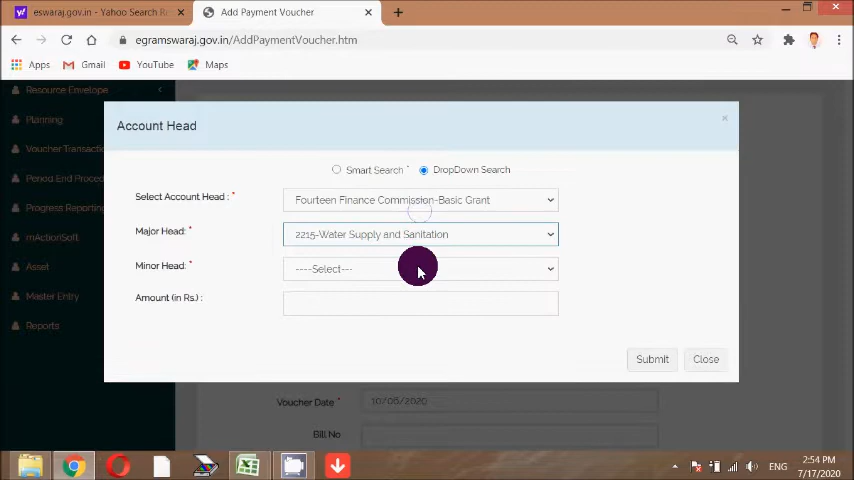 eswaraj.gov.in - Yahoo Search Re
Add Payment Voucher
egramswaraj.gov.in/AddPaymentVoucher.htm
Apps Gmail YouTube Maps
Resource Envelope
Planning
Voucher Transactio
Period End Proced
Progress Reporting
mActionSoft
Asset
Master Entry
Reports
Account Head
Smart Search * DropDown Search
Select Account Head : * Fourteen Finance Commission-Basic Grant
Major Head: * 2215-Water Supply and Sanitation
Minor Head: * ----Select---
Amount (in Rs.) :
Submit Close
Voucher Date * 10/06/2020
Bill No
ENG
2:54 PM
7/17/2020